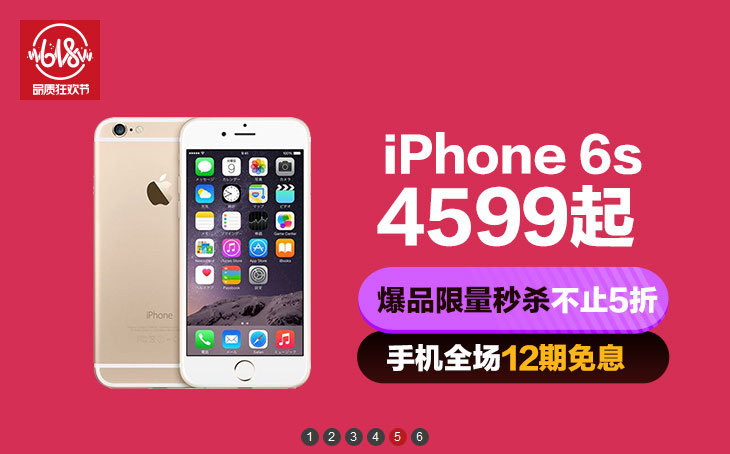 618
品质狂欢节
iPhone 6s
4599起
爆品限量秒杀不止5折
手机全场12期免息
iPhone
1 2 3 4 5 6